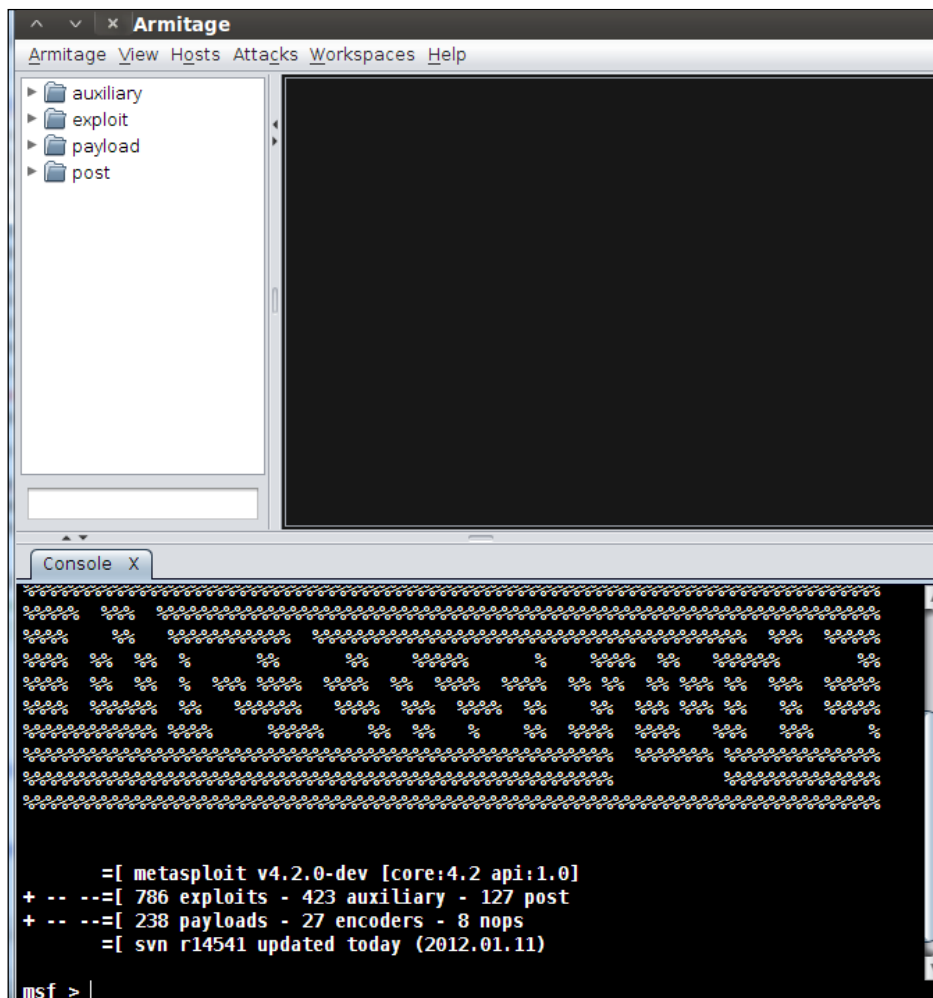 Armitage
Armitage View Hosts Attacks Workspaces Help
auxiliary
exploit
payload
post
Console X
=[ metasploit v4.2.0-dev [core:4.2 api:1.0]
+ -- --=[ 786 exploits - 423 auxiliary - 127 post
+ -- --=[ 238 payloads - 27 encoders - 8 nops
=[ svn r14541 updated today (2012.01.11)
msf >